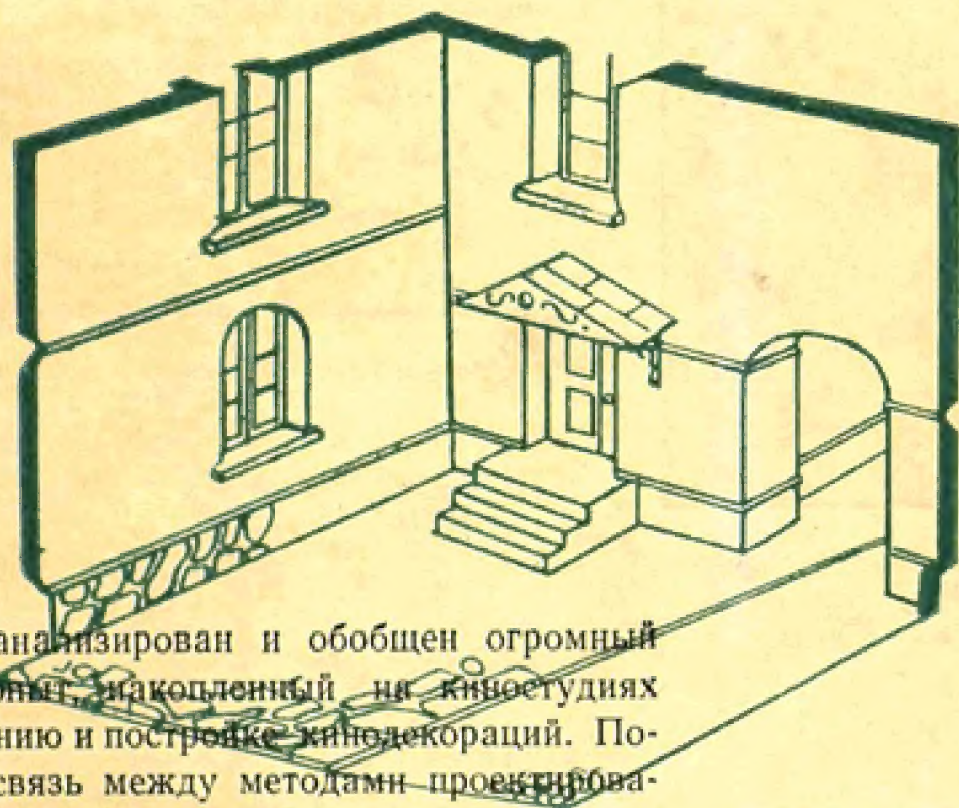 анализирован и обобщен огромный
опыт, накопленный на киностудиях
нию и постройке кинодекораций. По-
связь между методами проектирова-